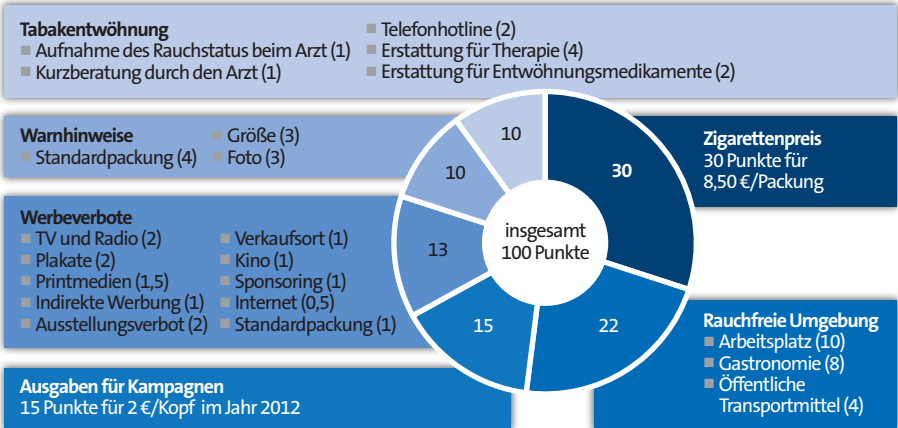 Tabakentwöhnung
Aufnahme des Rauchstatus beim Arzt (1)
Kurzberatung durch den Arzt (1)
Telefonhotline (2)
Erstattung für Therapie (4)
Erstattung für Entwöhnungsmedikamente (2)
Warnhinweise
Standardpackung (4)
Größe (3)
Foto (3)
Werbeverbote
TV und Radio (2)
Plakate (2)
Printmedien (1,5)
Indirekte Werbung (1)
Ausstellungsverbot (2)
Verkaufsort (1)
Kino (1)
Sponsoring (1)
Internet (0,5)
Standardpackung (1)
Ausgaben für Kampagnen
15 Punkte für 2 €/Kopf im Jahr 2012
10
10
13
15
22
30
insgesamt
100 Punkte
Zigarettenpreis
30 Punkte für
8,50 €/Packung
Rauchfreie Umgebung
Arbeitsplatz (10)
Gastronomie (8)
Öffentliche
Transportmittel (4)